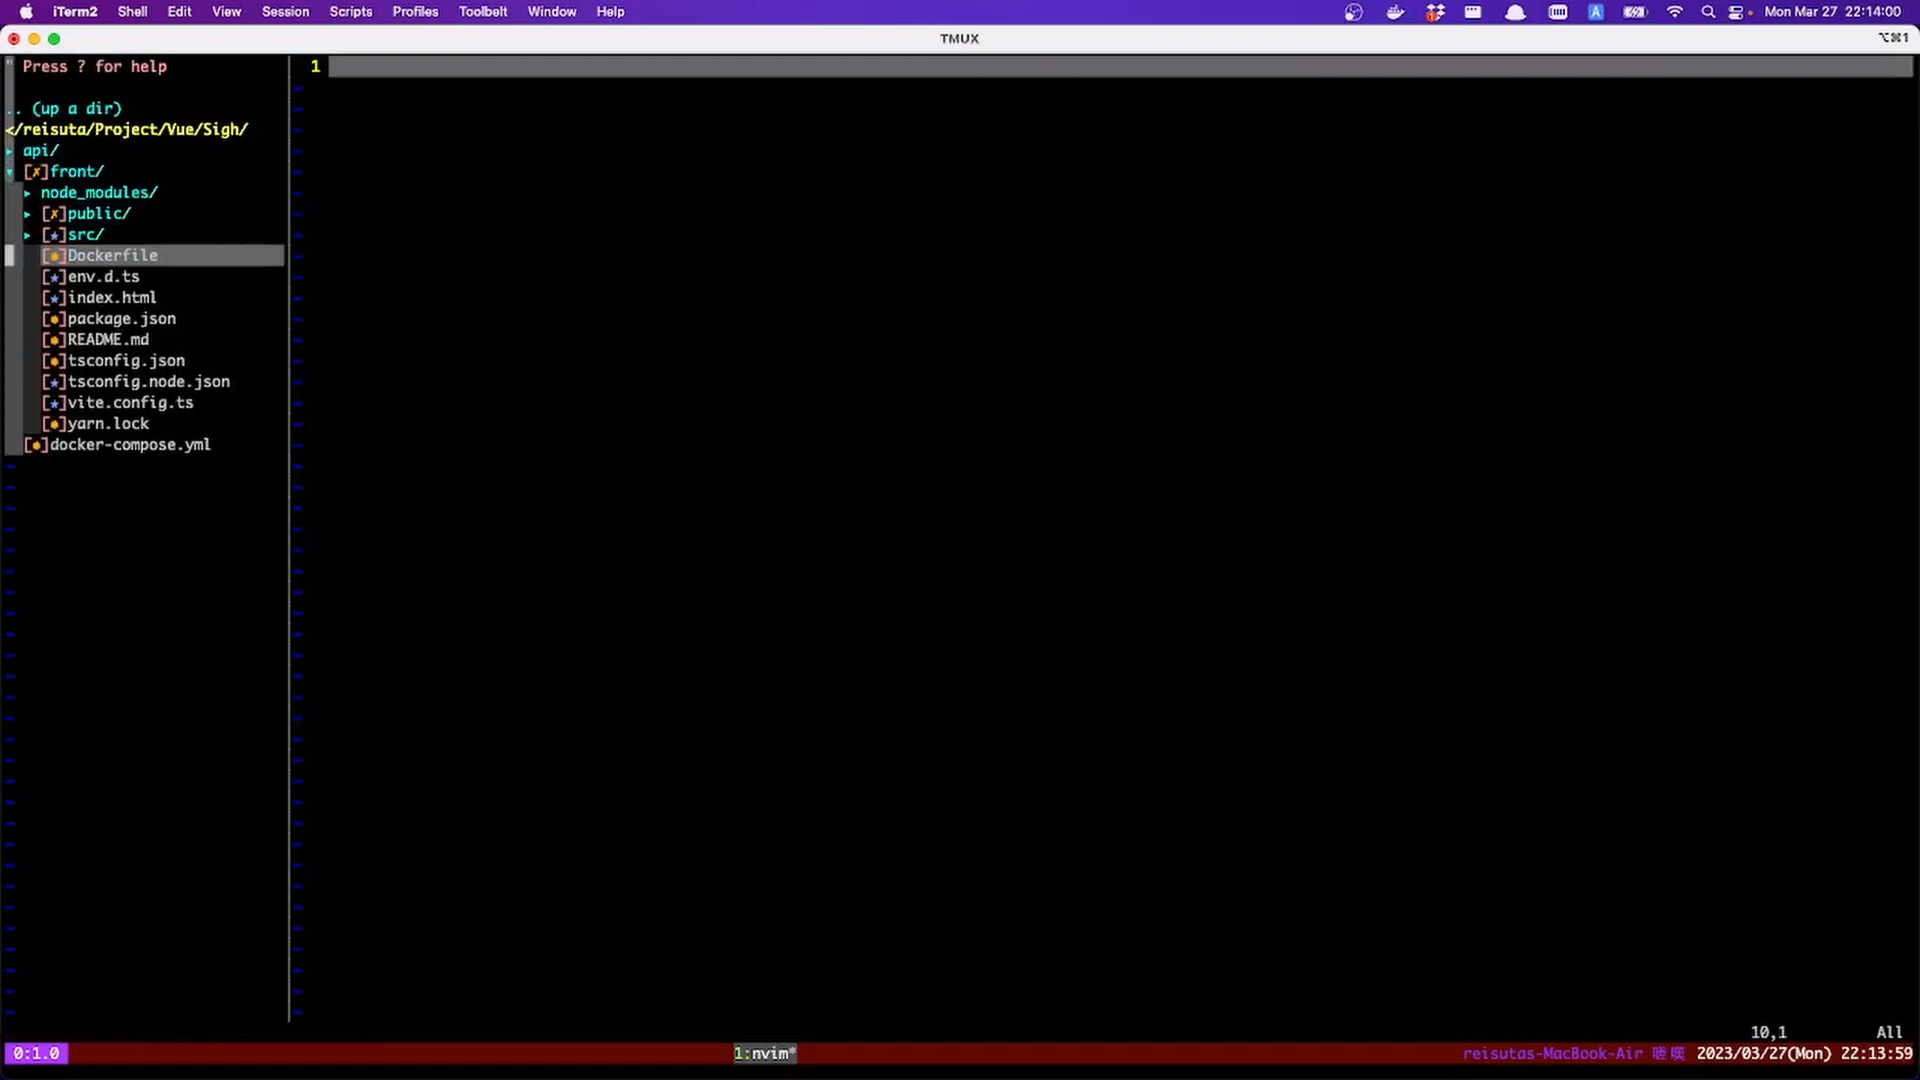 iTerm2 Shell Edit View Session Scripts Profiles Toolbelt Window Help A Mon Mar 27 22:14:00
TMUX ⌥⌘1
" Press ? for help 1
.. (up a dir)
</reisuta/Project/Vue/Sigh/
▸ api/
▾ [✗]front/
▸ node_modules/
▸ [✗]public/
▸ [★]src/
[●]Dockerfile
[★]env.d.ts
[★]index.html
[●]package.json
[●]README.md
[●]tsconfig.json
[★]tsconfig.node.json
[★]vite.config.ts
[●]yarn.lock
[●]docker-compose.yml
10,1 All
0:1.0 1:nvim* reisutas-MacBook-Air 2023/03/27(Mon) 22:13:59